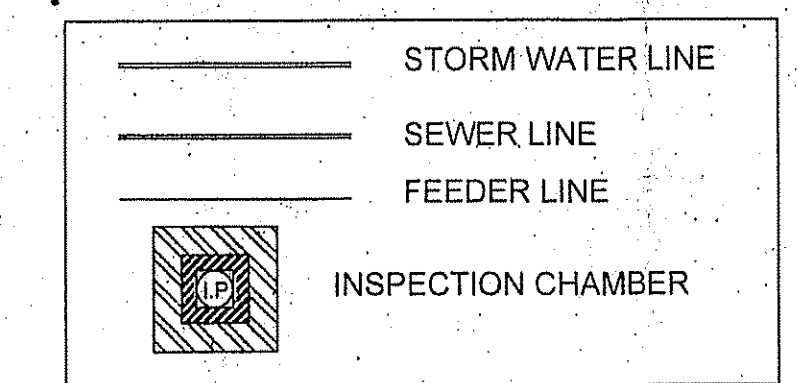 STORM WATER LINE
SEWER LINE
FEEDER LINE
I.P
INSPECTION CHAMBER